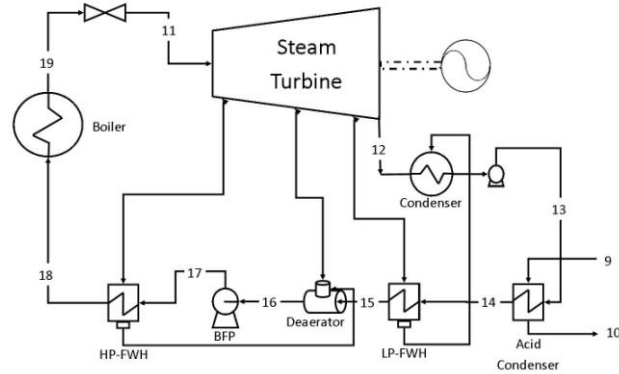 11
19
Steam
Turbine
Boiler
12
Condenser
13
9
18
17
16
15
14
10
Deaerator
BFP
HP-FWH
LP-FWH
Acid
Condenser